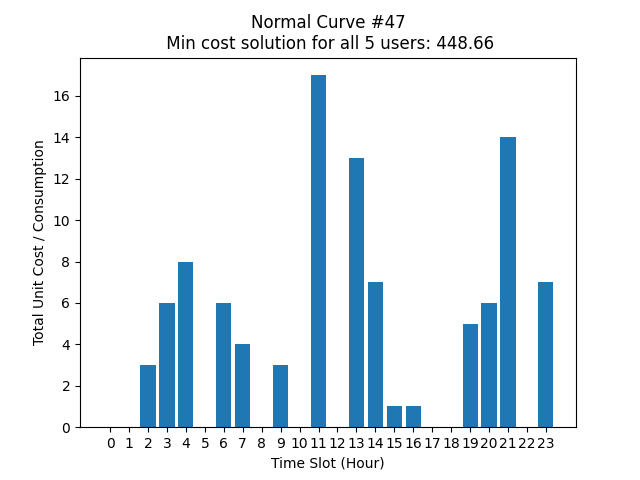 Normal Curve #47
Min cost solution for all 5 users: 448.66
Total Unit Cost / Consumption
16
14
12
10
8
6
4
2
0
0 1 2 3 4 5 6 7 8 9 10 11 12 13 14 15 16 17 18 19 20 21 22 23
Time Slot (Hour)